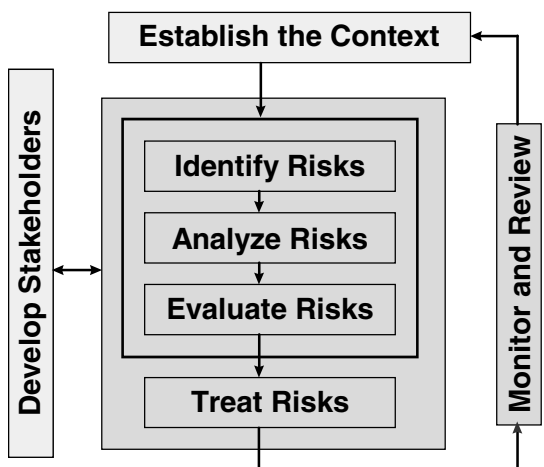 Establish the Context
Develop Stakeholders
Identify Risks
Analyze Risks
Evaluate Risks
Treat Risks
Monitor and Review